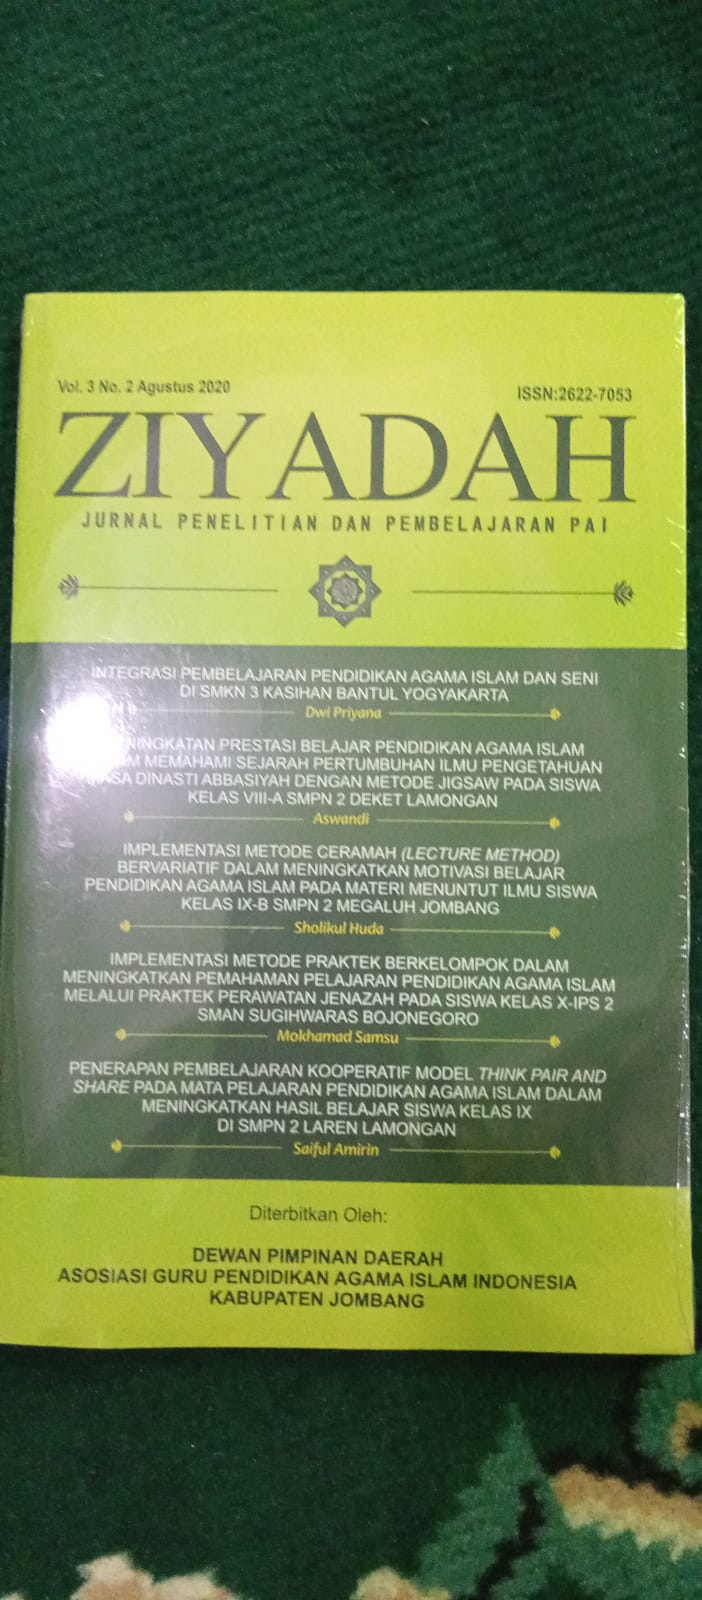 Vol. 3 No. 2 Agustus 2020
ISSN:2622-7053
ZIYADAH
JURNAL PENELITIAN DAN PEMBELAJARAN PAI
INTEGRASI PEMBELAJARAN PENDIDIKAN AGAMA ISLAM DAN SENI
DI SMKN 3 KASIHAN BANTUL YOGYAKARTA
Dwi Priyana
PRESTASI BELAJAR PENDIDIKAN AGAMA ISLAM
MEMAHAMI SEJARAH PERTUMBUHAN ILMU PENGETAHUAN
DINASTI ABBASIYAH DENGAN METODE JIGSAW PADA SISWA
KELAS VIII-A SMPN 2 DEKET LAMONGAN
Aswandi
IMPLEMENTASI METODE CERAMAH (LECTURE METHOD)
BERVARIATIF DALAM MENINGKATKAN MOTIVASI BELAJAR
PENDIDIKAN AGAMA ISLAM PADA MATERI MENUNTUT ILMU SISWA
KELAS IX-B SMPN 2 MEGALUH JOMBANG
Sholikul Huda
IMPLEMENTASI METODE PRAKTEK BERKELOMPOK DALAM
MENINGKATKAN PEMAHAMAN PELAJARAN PENDIDIKAN AGAMA ISLAM
MELALUI PRAKTEK PERAWATAN JENAZAH PADA SISWA KELAS X-IPS 2
SMAN SUGIHWARAS BOJONEGORO
Mokhamad Samsu
PENERAPAN PEMBELAJARAN KOOPERATIF MODEL THINK PAIR AND
SHARE PADA MATA PELAJARAN PENDIDIKAN AGAMA ISLAM DALAM
MENINGKATKAN HASIL BELAJAR SISWA KELAS IX
DI SMPN 2 LAREN LAMONGAN
Saiful Amirin
Diterbitkan Oleh:
DEWAN PIMPINAN DAERAH
ASOSIASI GURU PENDIDIKAN AGAMA ISLAM INDONESIA
KABUPATEN JOMBANG